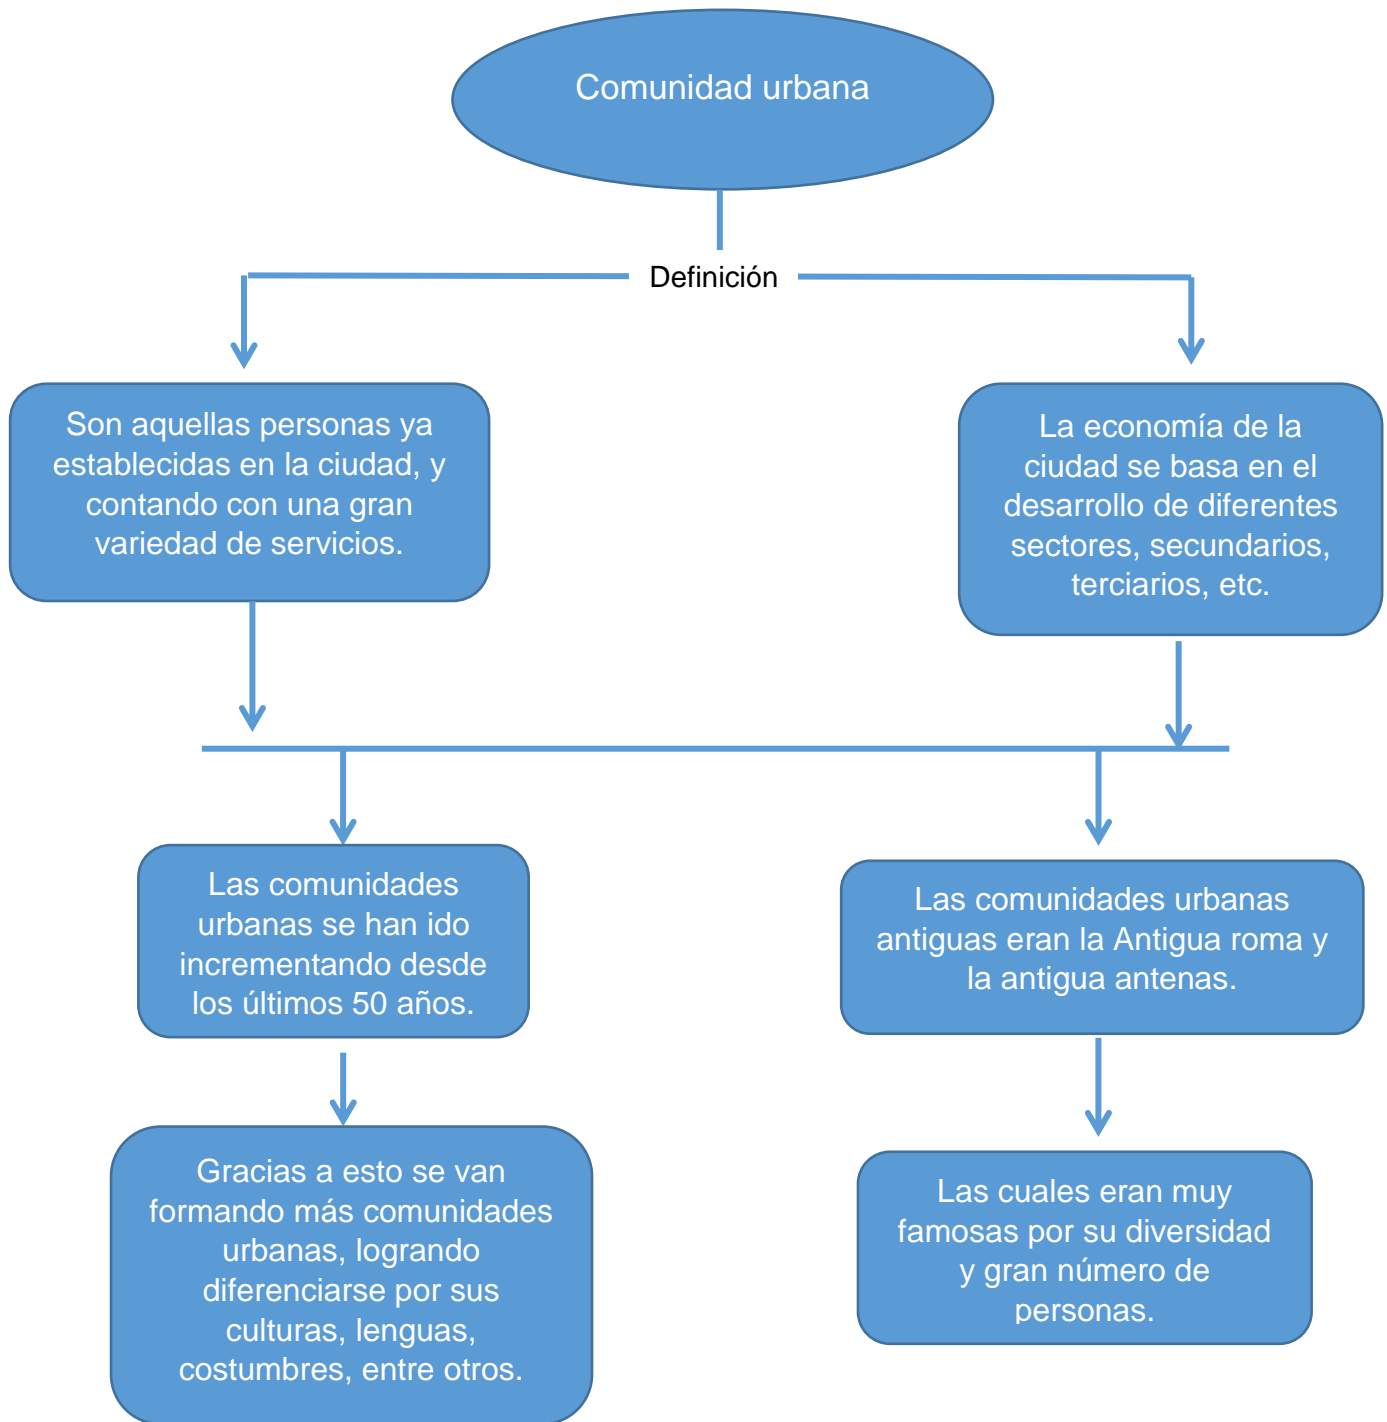 Comunidad urbana
Definición
Son aquellas personas ya
establecidas en la ciudad, y
contando con una gran
variedad de servicios.
La economía de la
ciudad se basa en el
desarrollo de diferentes
sectores, secundarios,
terciarios, etc.
Las comunidades
urbanas se han ido
incrementando desde
los últimos 50 años.
Las comunidades urbanas
antiguas eran la Antigua roma y
la antigua antenas.
Gracias a esto se van
formando más comunidades
urbanas, logrando
diferenciarse por sus
culturas, lenguas,
costumbres, entre otros.
Las cuales eran muy
famosas por su diversidad
y gran número de
personas.